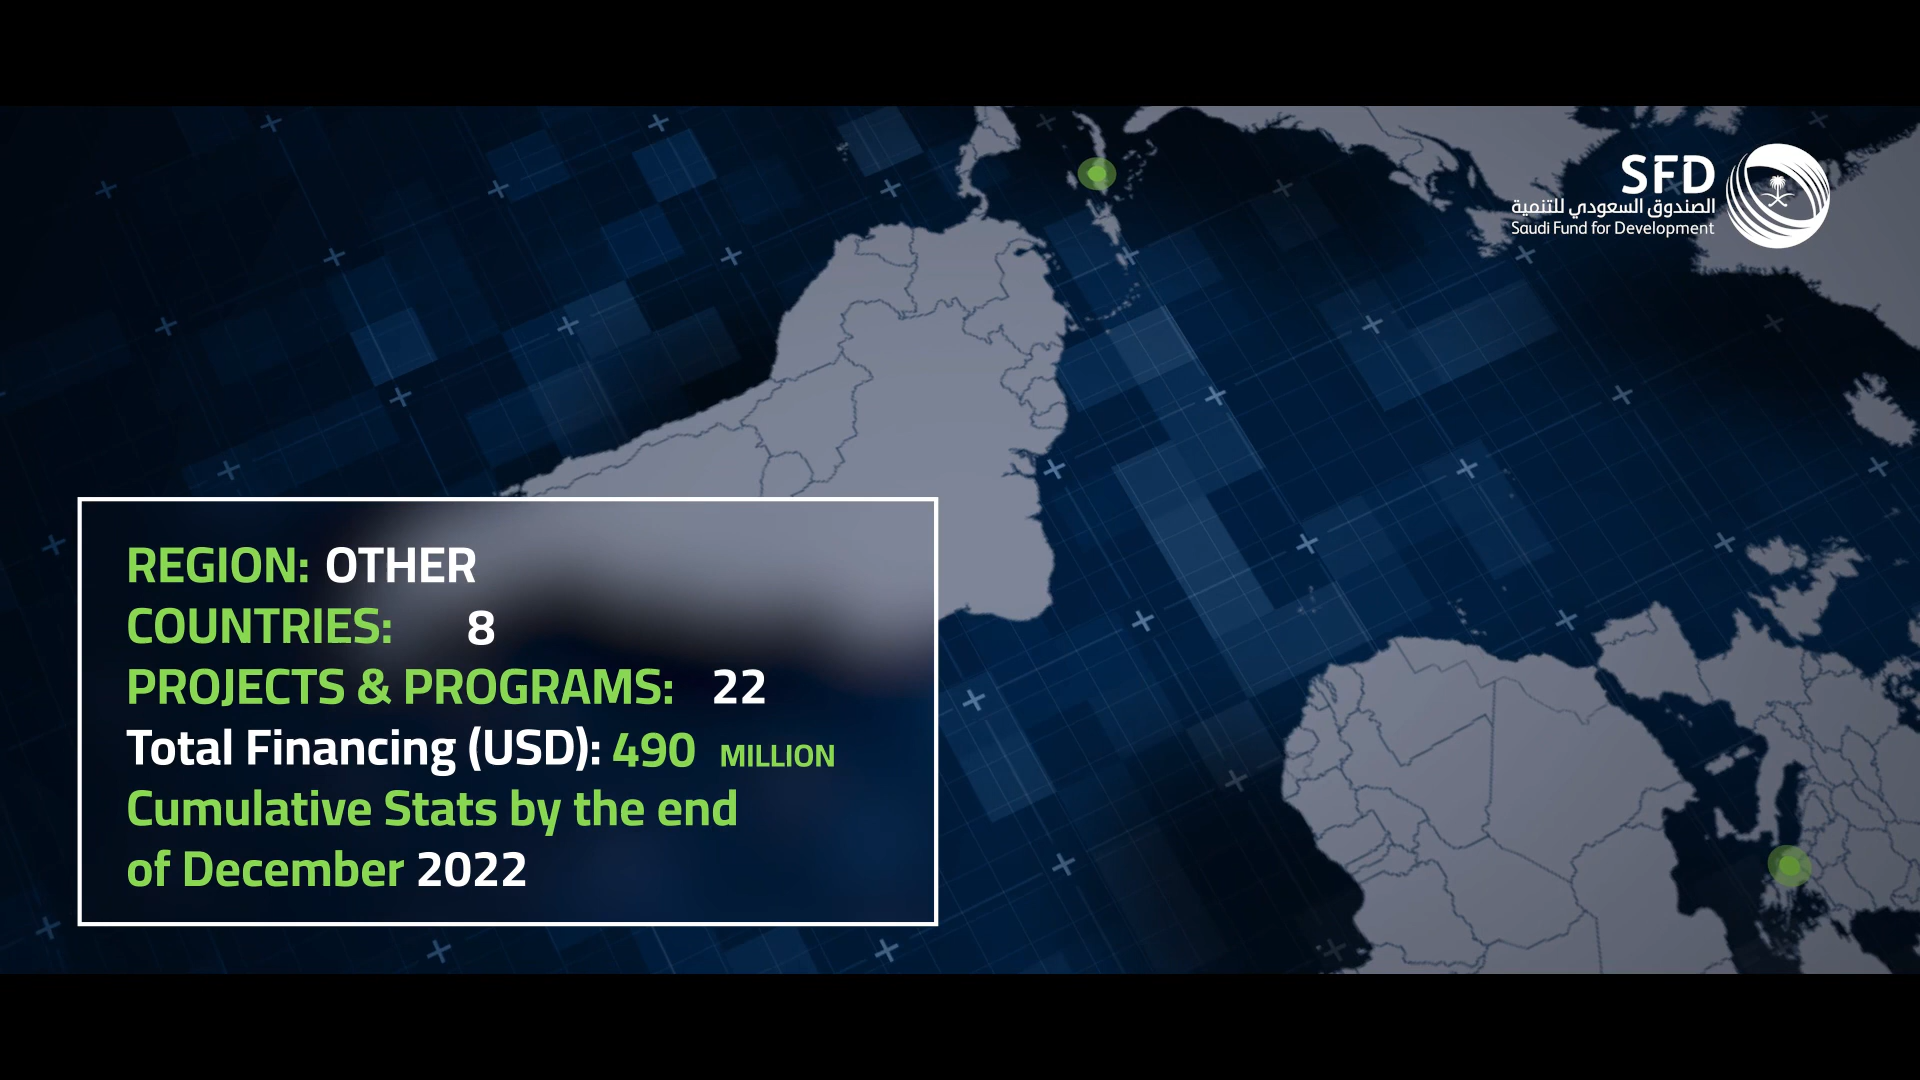 SFD
الصندوق السعودي للتنمية
Saudi Fund for Development
REGION: OTHER
COUNTRIES: 8
PROJECTS & PROGRAMS: 22
Total Financing (USD): 490 MILLION
Cumulative Stats by the end
of December 2022